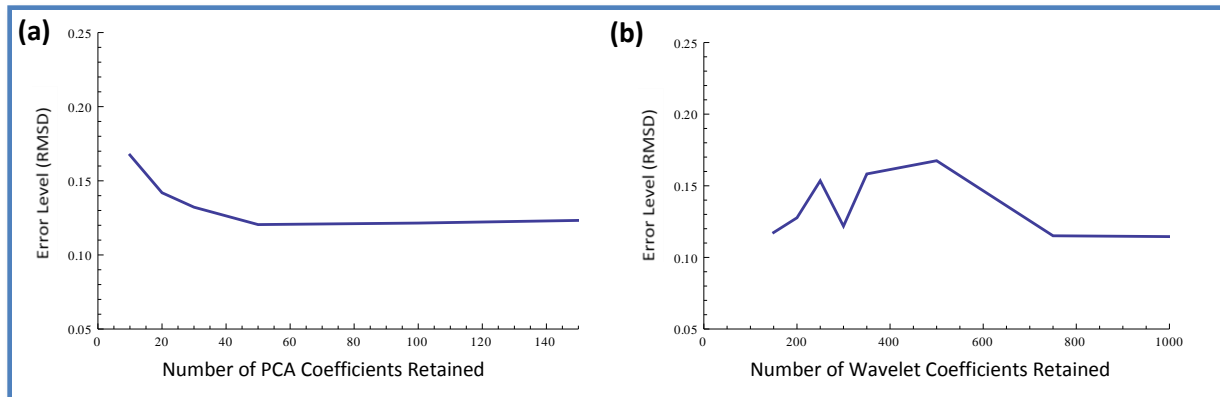 (a)
0.25
0.20
0.15
0.10
0.05
Error Level (RMSD)
0 20 40 60 80 100 120 140
Number of PCA Coefficients Retained
(b)
0.25
0.20
0.15
0.10
0.05
Error Level (RMSD)
0 200 400 600 800 1000
Number of Wavelet Coefficients Retained